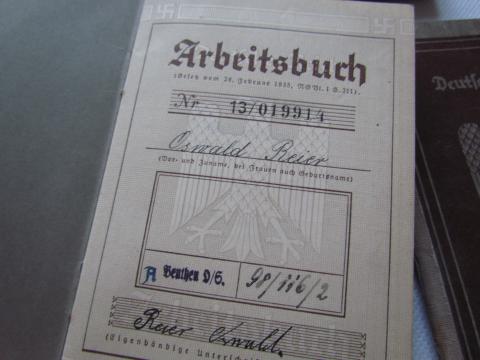 Arbeitsbuch
(Gesetz vom 26. Februar 1935, RGBl. I S. 311).
Nr. 13/019914
Oswald Reier
(Vor- und Zuname, bei Frauen auch Geburtsname)
A Beuthen O/S. 98/116/2
Reier Oswald.
(Eigenhändige Unterschrift
Deutsche